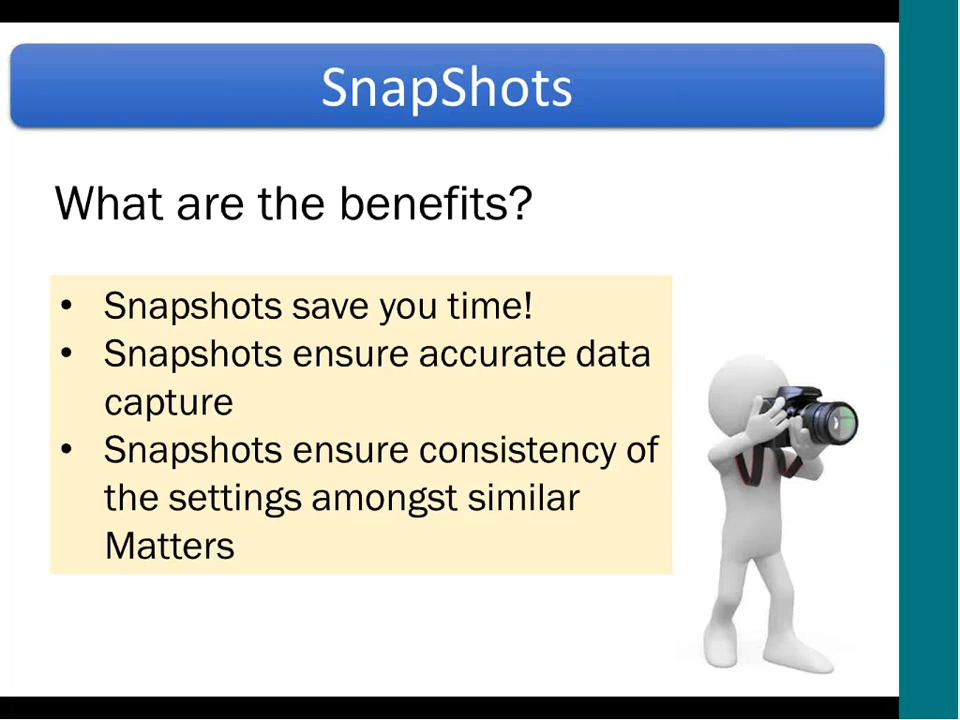 SnapShots
What are the benefits?
• Snapshots save you time!
• Snapshots ensure accurate data
capture
• Snapshots ensure consistency of
the settings amongst similar
Matters